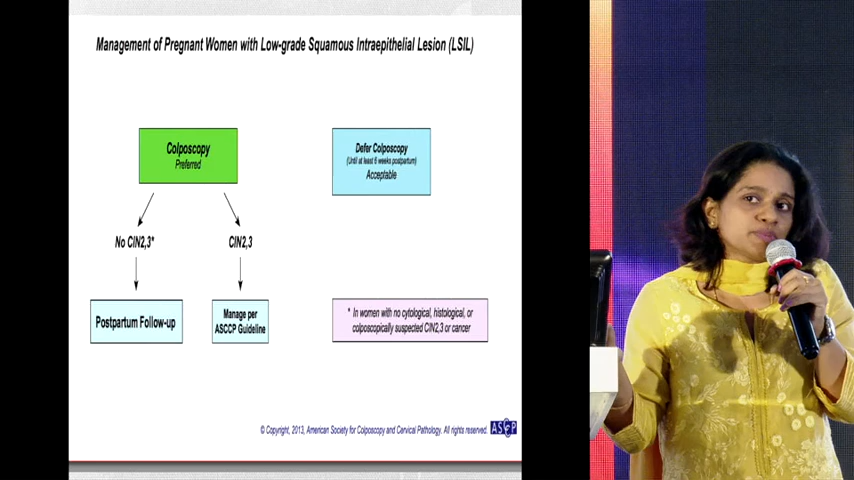 Management of Pregnant Women with Low-grade Squamous Intraepithelial Lesion (LSIL)
Colposcopy
Preferred
Defer Colposcopy
(Until at least 6 weeks postpartum)
Acceptable
No CIN2,3*
CIN2,3
Postpartum Follow-up
Manage per
ASCCP Guideline
* In women with no cytological, histological, or
colposcopically suspected CIN2,3 or cancer
© Copyright, 2013, American Society for Colposcopy and Cervical Pathology. All rights reserved.
ASCCP